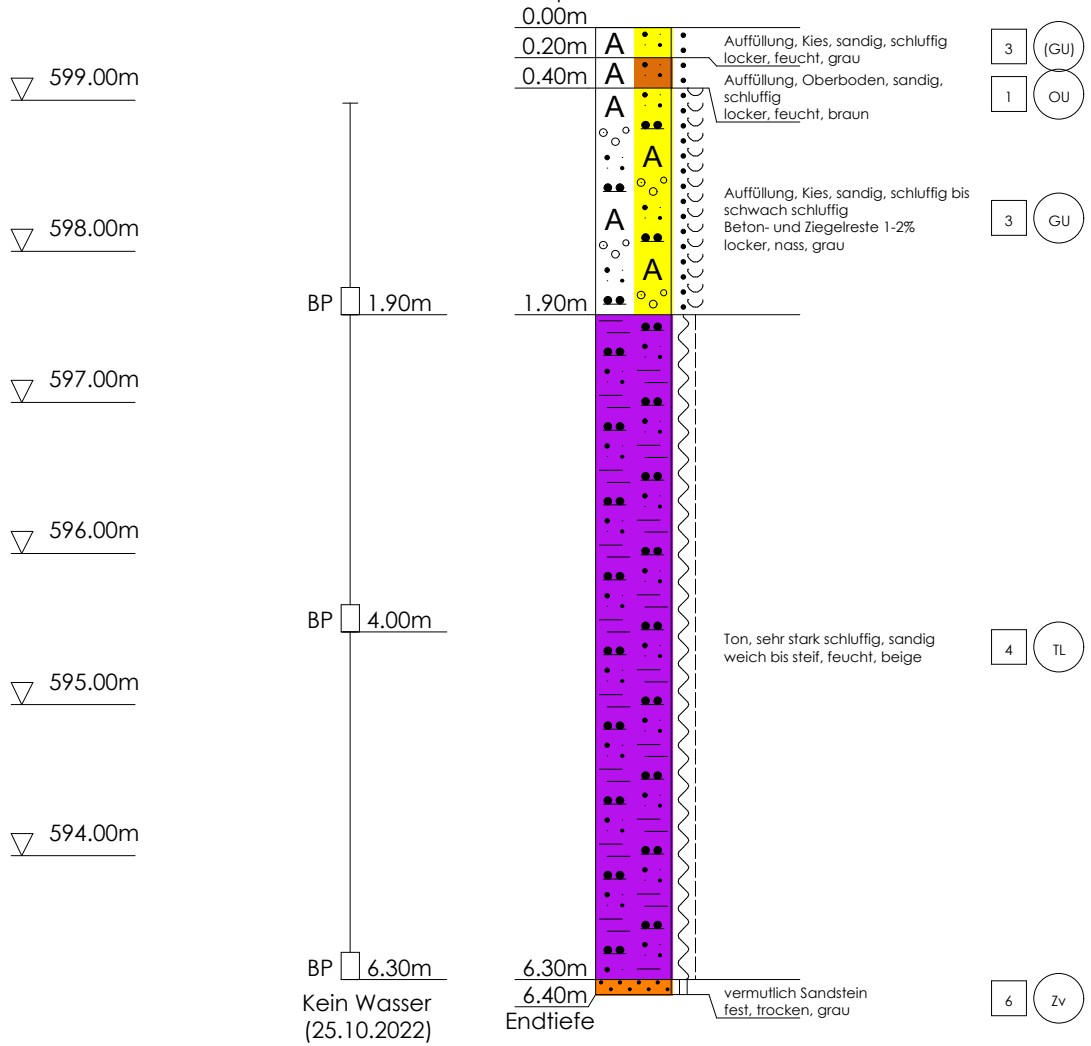 0.00m
0.20m
A
Auffüllung, Kies, sandig, schluffig
locker, feucht, grau
3
(GU)
599.00m
0.40m
A
Auffüllung, Oberboden, sandig,
schluffig
locker, feucht, braun
1
OU
A
A
A
A
598.00m
Auffüllung, Kies, sandig, schluffig bis
schwach schluffig
Beton- und Ziegelreste 1-2%
locker, nass, grau
3
GU
BP
1.90m
1.90m
597.00m
596.00m
BP
4.00m
Ton, sehr stark schluffig, sandig
weich bis steif, feucht, beige
4
TL
595.00m
594.00m
BP
6.30m
6.30m
Kein Wasser
(25.10.2022)
6.40m
Endtiefe
vermutlich Sandstein
fest, trocken, grau
6
Zv